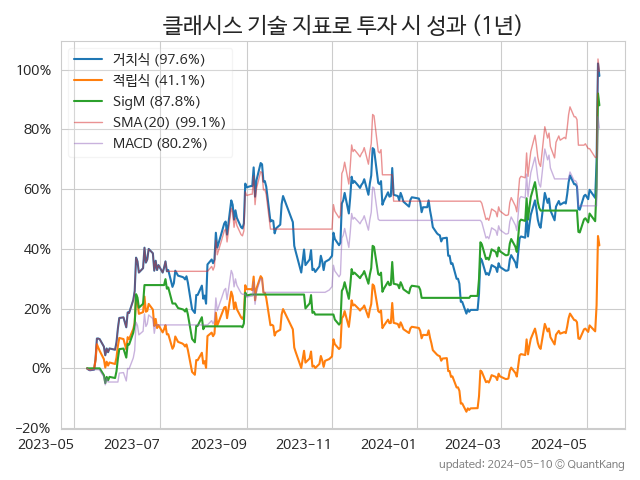 클래시스 기술 지표로 투자 시 성과 (1년)
거치식 (97.6%)
적립식 (41.1%)
SigM (87.8%)
SMA(20) (99.1%)
MACD (80.2%)
100%
80%
60%
40%
20%
0%
−20%
2023-05 2023-07 2023-09 2023-11 2024-01 2024-03 2024-05
updated: 2024-05-10 © QuantKang